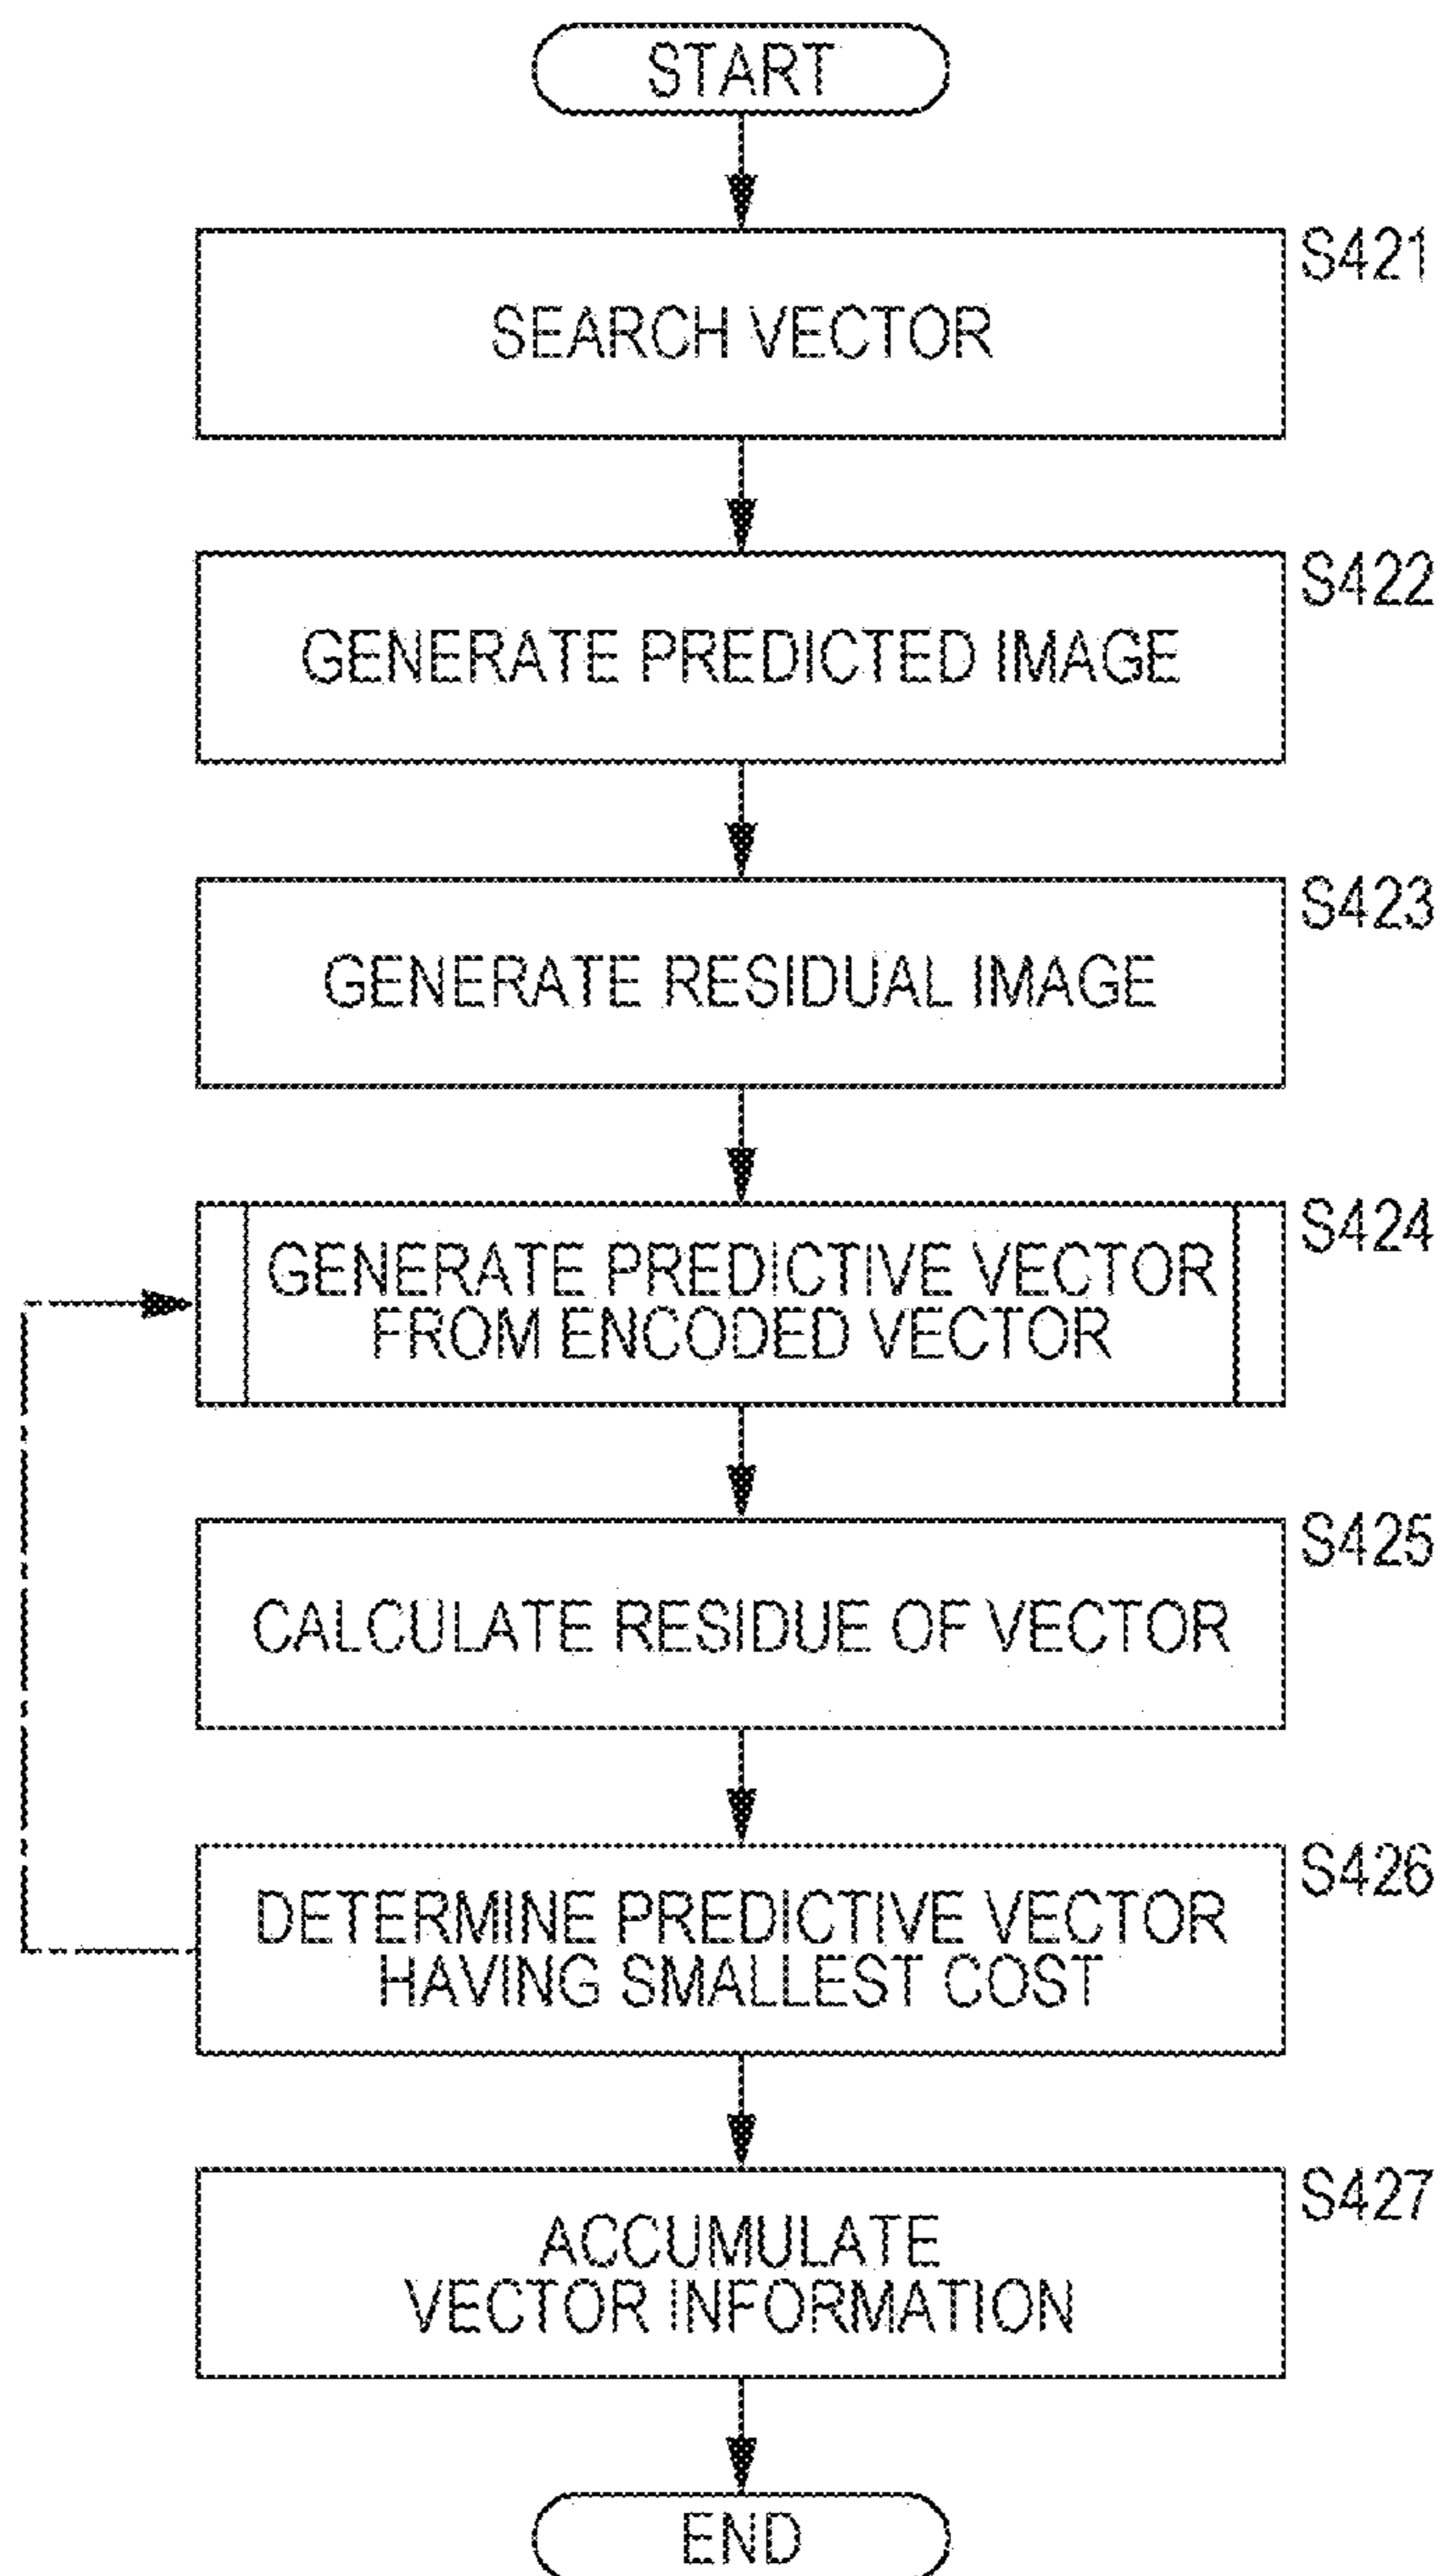 START
S421
SEARCH VECTOR
S422
GENERATE PREDICTED IMAGE
S423
GENERATE RESIDUAL IMAGE
S424
GENERATE PREDICTIVE VECTOR
FROM ENCODED VECTOR
S425
CALCULATE RESIDUE OF VECTOR
S426
DETERMINE PREDICTIVE VECTOR
HAVING SMALLEST COST
S427
ACCUMULATE
VECTOR INFORMATION
END